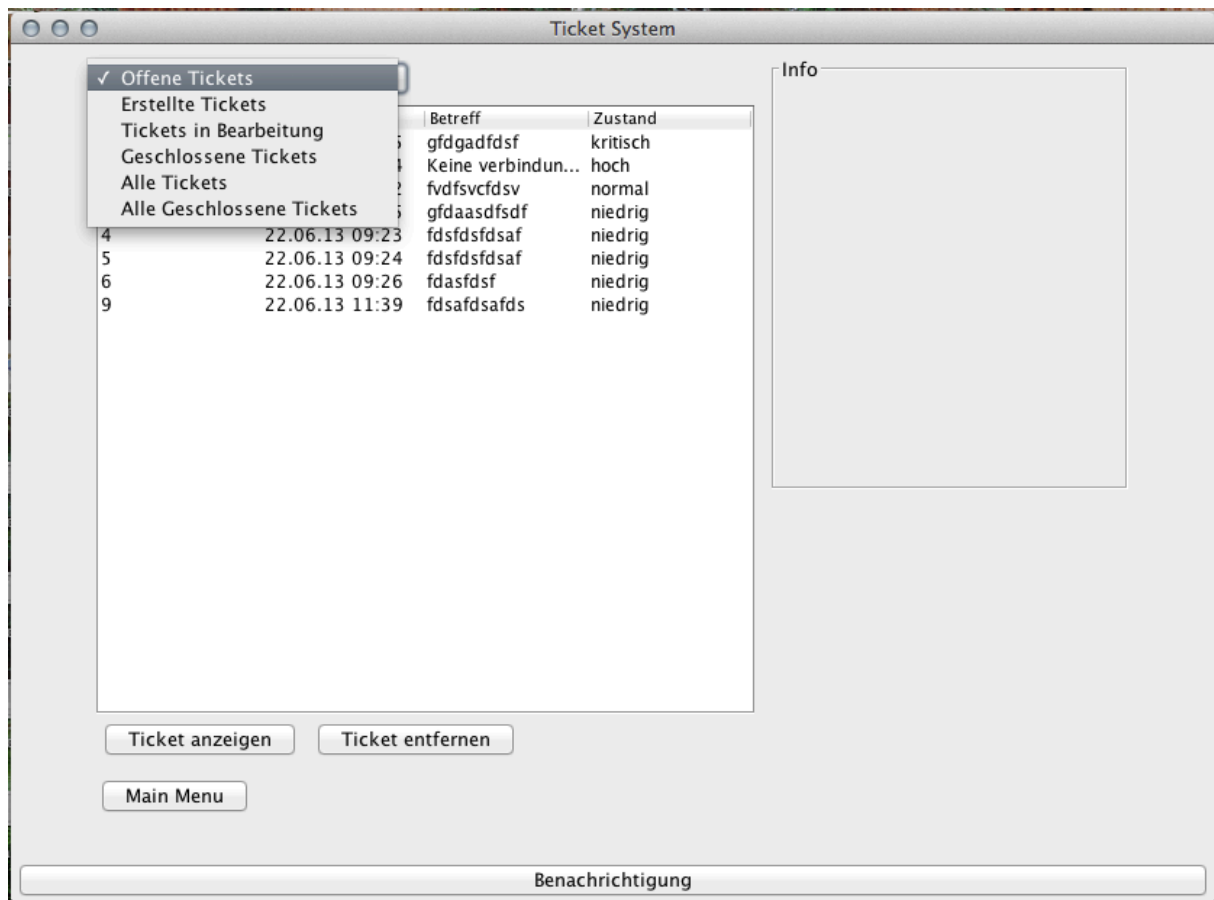 Ticket System
✓ Offene Tickets
Erstellte Tickets
Tickets in Bearbeitung
Geschlossene Tickets
Alle Tickets
Alle Geschlossene Tickets
Info
Betreff Zustand
gfdgadfdsf kritisch
Keine verbindun... hoch
fvdfsvcfdsv normal
gfdaasdfsdf niedrig
4 22.06.13 09:23 fdsfdsfdsaf niedrig
5 22.06.13 09:24 fdsfdsfdsaf niedrig
6 22.06.13 09:26 fdasfdsf niedrig
9 22.06.13 11:39 fdsafdsafds niedrig
Ticket anzeigen Ticket entfernen
Main Menu
Benachrichtigung